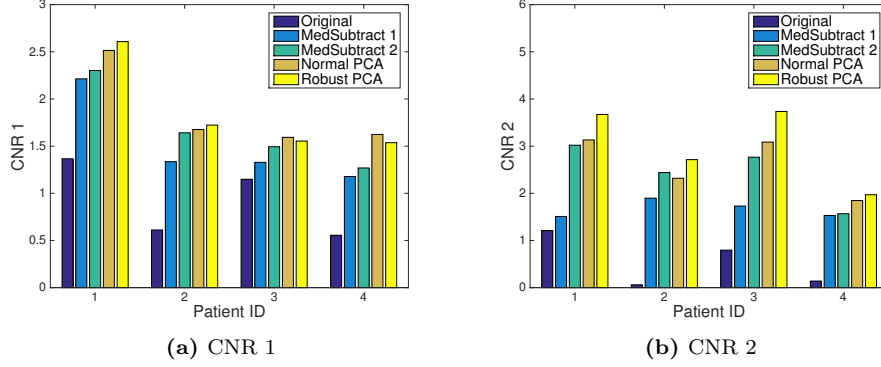 3
2.5
2
1.5
1
0.5
0
CNR 1
Original
MedSubtract 1
MedSubtract 2
Normal PCA
Robust PCA
1 2 3 4
Patient ID
(a) CNR 1
6
5
4
3
2
1
0
CNR 2
Original
MedSubtract 1
MedSubtract 2
Normal PCA
Robust PCA
1 2 3 4
Patient ID
(b) CNR 2